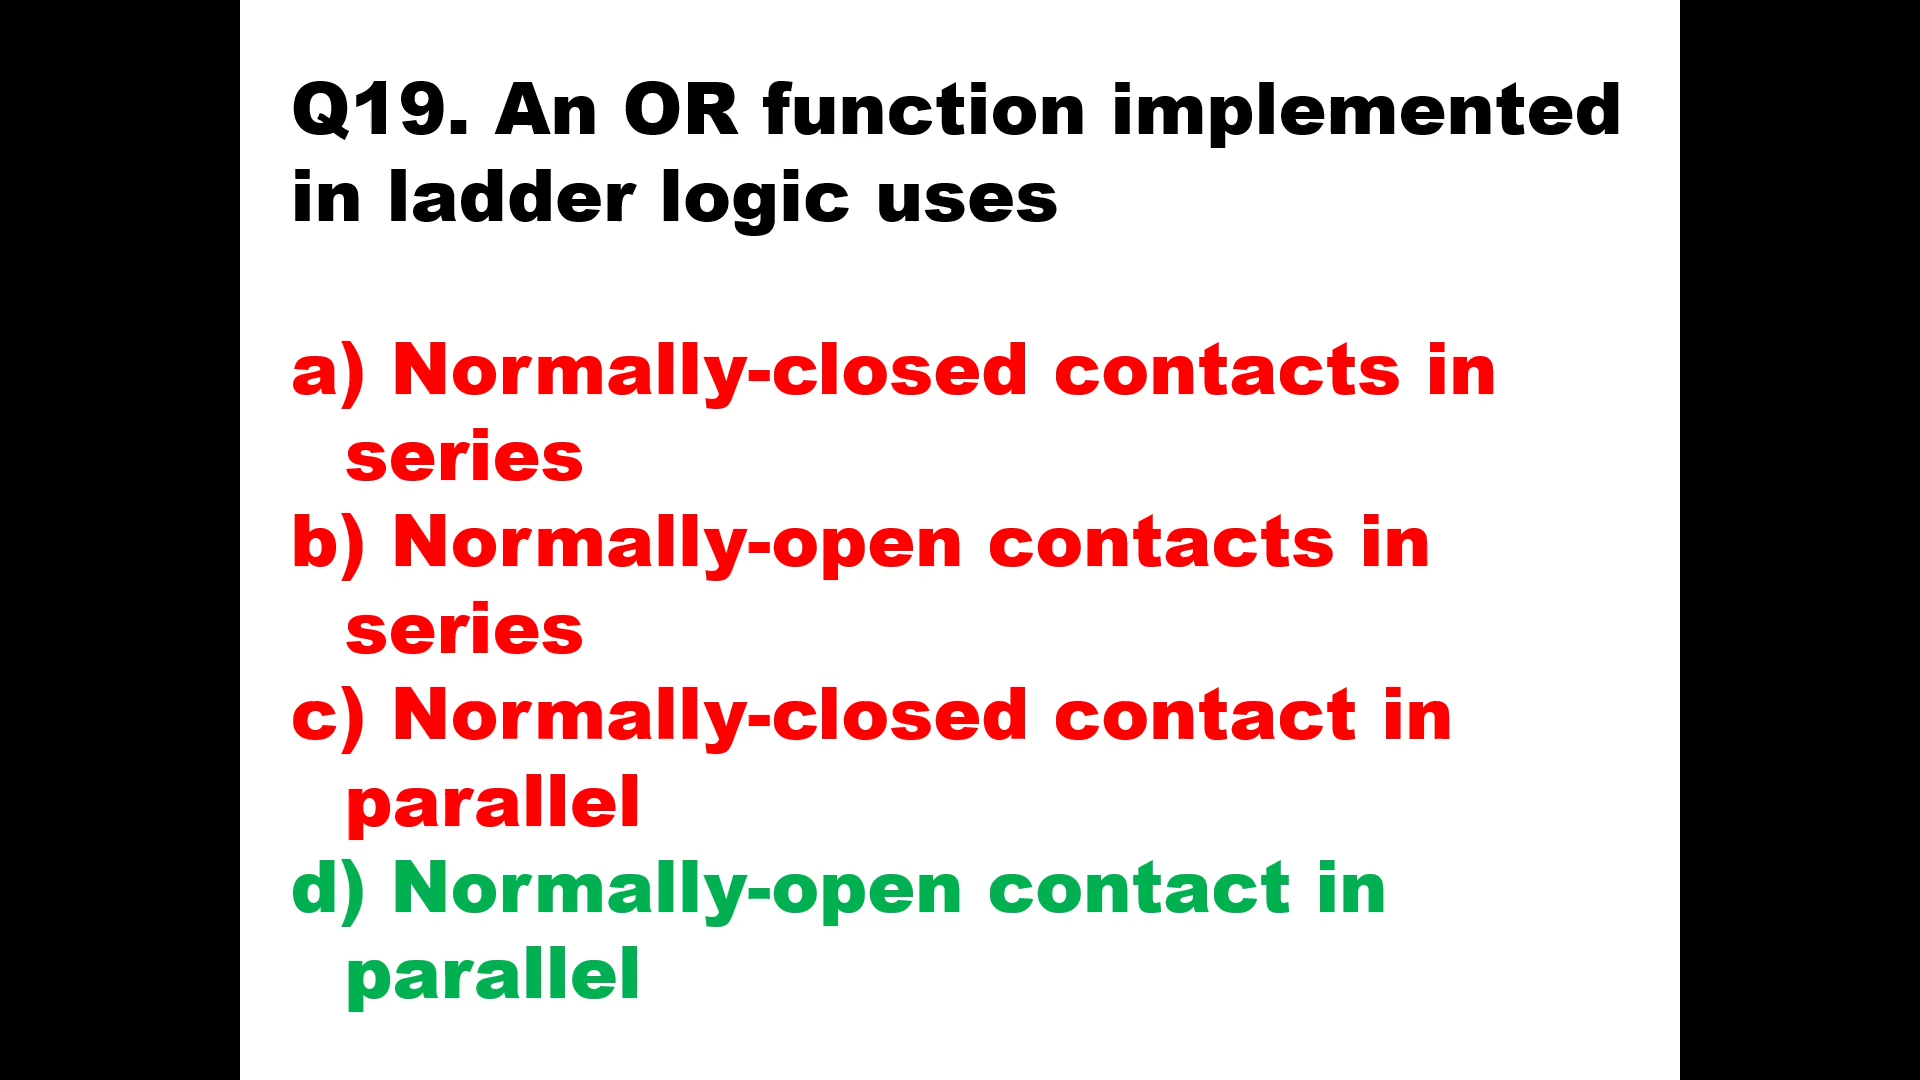 Q19. An OR function implemented
in ladder logic uses
a) Normally-closed contacts in
series
b) Normally-open contacts in
series
c) Normally-closed contact in
parallel
d) Normally-open contact in
parallel